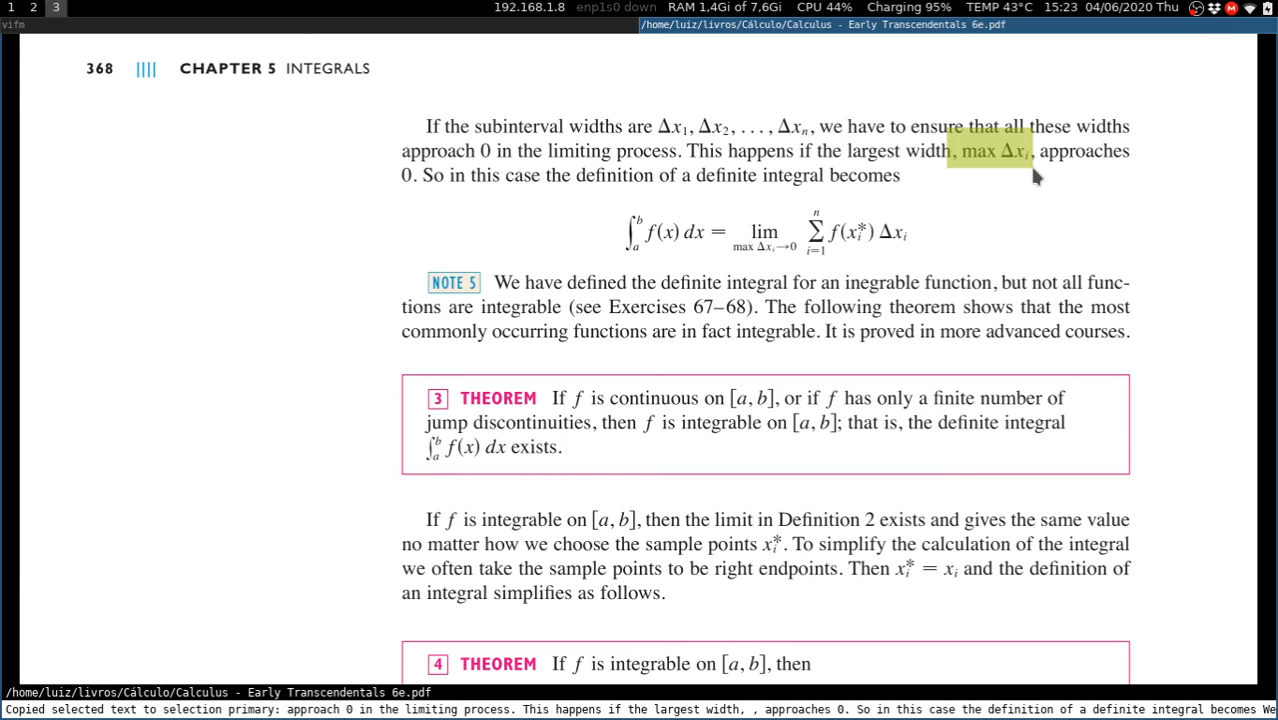 1 2 3 192.168.1.8 enp1s0 down RAM 1,4Gi of 7,6Gi CPU 44% Charging 95% TEMP 43°C 15:23 04/06/2020 Thu
vifm /home/luiz/livros/Cálculo/Calculus - Early Transcendentals 6e.pdf
368 |||| CHAPTER 5 INTEGRALS
If the subinterval widths are Δx₁, Δx₂, . . . , Δxₙ, we have to ensure that all these widths
approach 0 in the limiting process. This happens if the largest width, max Δxᵢ, approaches
0. So in this case the definition of a definite integral becomes
∫ₐᵇ f(x) dx = lim_{max Δxᵢ→0} ∑_{i=1}^{n} f(xᵢ*) Δxᵢ
NOTE 5 We have defined the definite integral for an inegrable function, but not all func-
tions are integrable (see Exercises 67–68). The following theorem shows that the most
commonly occurring functions are in fact integrable. It is proved in more advanced courses.
3 THEOREM If f is continuous on [a, b], or if f has only a finite number of
jump discontinuities, then f is integrable on [a, b]; that is, the definite integral
∫ₐᵇ f(x) dx exists.
If f is integrable on [a, b], then the limit in Definition 2 exists and gives the same value
no matter how we choose the sample points xᵢ*. To simplify the calculation of the integral
we often take the sample points to be right endpoints. Then xᵢ* = xᵢ and the definition of
an integral simplifies as follows.
4 THEOREM If f is integrable on [a, b], then
/home/luiz/livros/Cálculo/Calculus - Early Transcendentals 6e.pdf
Copied selected text to selection primary: approach 0 in the limiting process. This happens if the largest width, , approaches 0. So in this case the definition of a definite integral becomes We